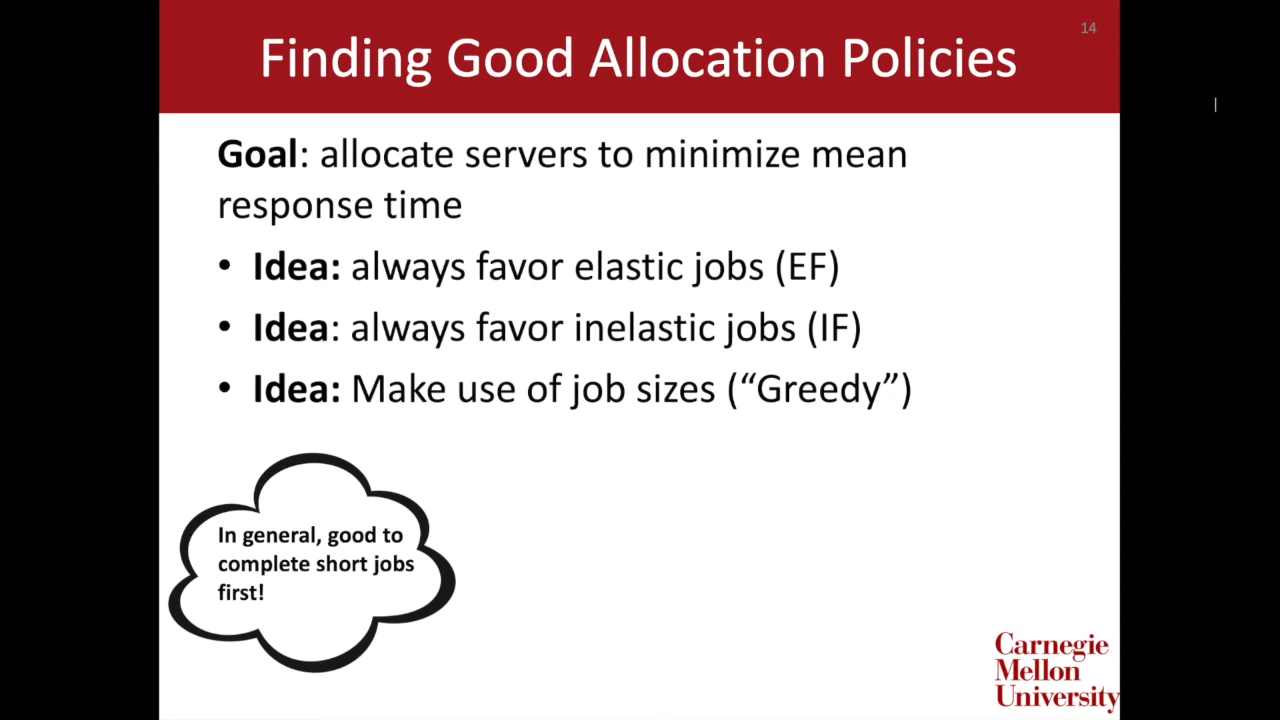 14
Finding Good Allocation Policies
Goal: allocate servers to minimize mean
response time
• Idea: always favor elastic jobs (EF)
• Idea: always favor inelastic jobs (IF)
• Idea: Make use of job sizes (“Greedy”)
In general, good to
complete short jobs
first!
Carnegie
Mellon
University